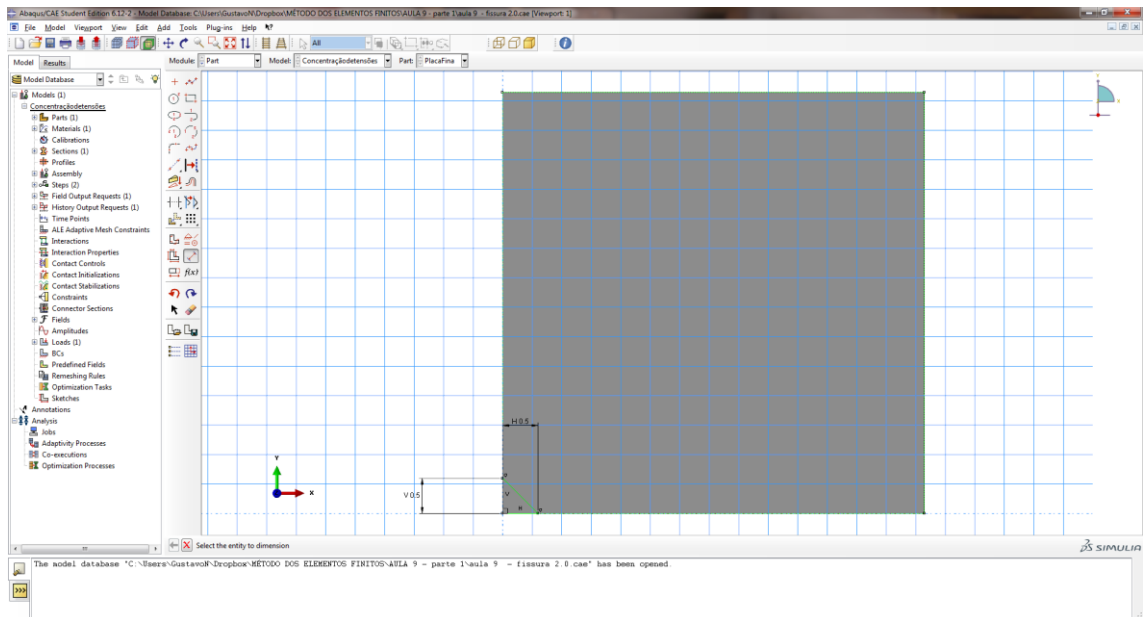 Abaqus/CAE Student Edition 6.12-2 - Model Database: C:\Users\GustavoN\Dropbox\MÉTODO DOS ELEMENTOS FINITOS\AULA 9 - parte 1\aula 9 - fissura 2.0.cae [Viewport: 1]
File Model Viewport View Edit Add Tools Plug-ins Help
All
Model Results
Module: Part Model: Concentraçãodetensões Part: PlacaFina
Model Database
Models (1)
Concentraçãodetensões
Parts (1)
Materials (1)
Calibrations
Sections (1)
Profiles
Assembly
Steps (2)
Field Output Requests (1)
History Output Requests (1)
Time Points
ALE Adaptive Mesh Constraints
Interactions
Interaction Properties
Contact Controls
Contact Initializations
Contact Stabilizations
Constraints
Connector Sections
Fields
Amplitudes
Loads (1)
BCs
Predefined Fields
Remeshing Rules
Optimization Tasks
Sketches
Annotations
Analysis
Jobs
Adaptivity Processes
Co-executions
Optimization Processes
f(x)
H 0.5
V 0.5
V
H
Y
X
Select the entity to dimension
SIMULIA
The model database "C:\Users\GustavoN\Dropbox\MÉTODO DOS ELEMENTOS FINITOS\AULA 9 - parte 1\aula 9 - fissura 2.0.cae" has been opened.
>>>